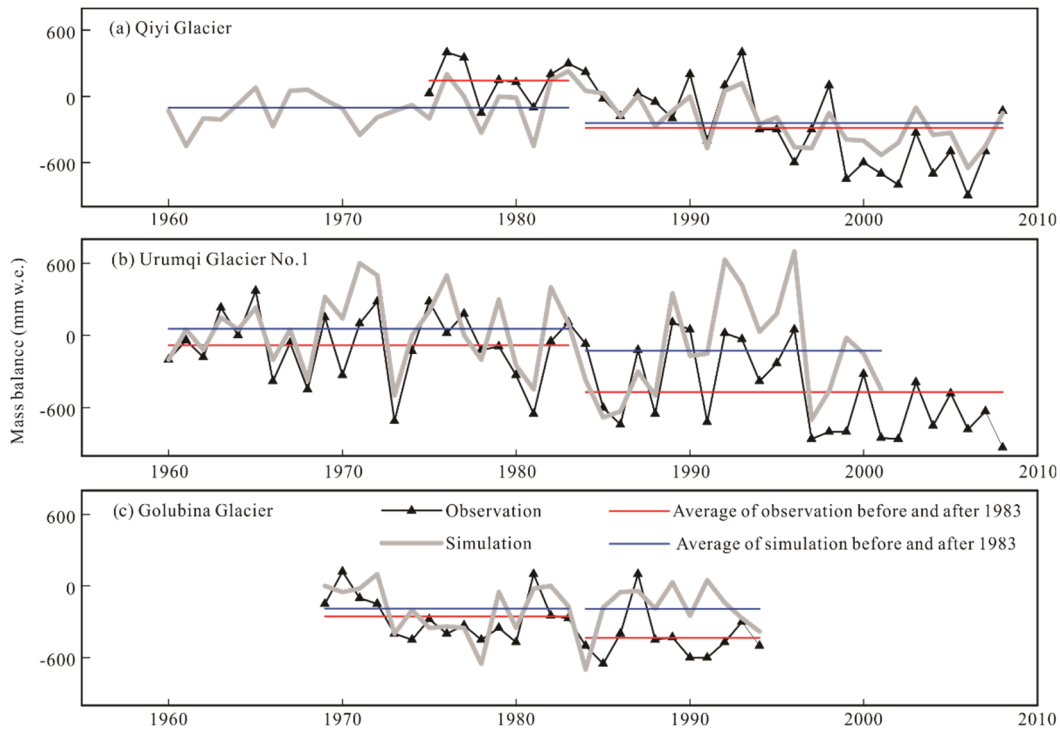 (a) Qiyi Glacier
600
0
-600
1960 1970 1980 1990 2000 2010
(b) Urumqi Glacier No.1
600
0
-600
Mass balance (mm w.e.)
1960 1970 1980 1990 2000 2010
(c) Golubina Glacier
600
0
-600
Observation
Average of observation before and after 1983
Simulation
Average of simulation before and after 1983
1960 1970 1980 1990 2000 2010